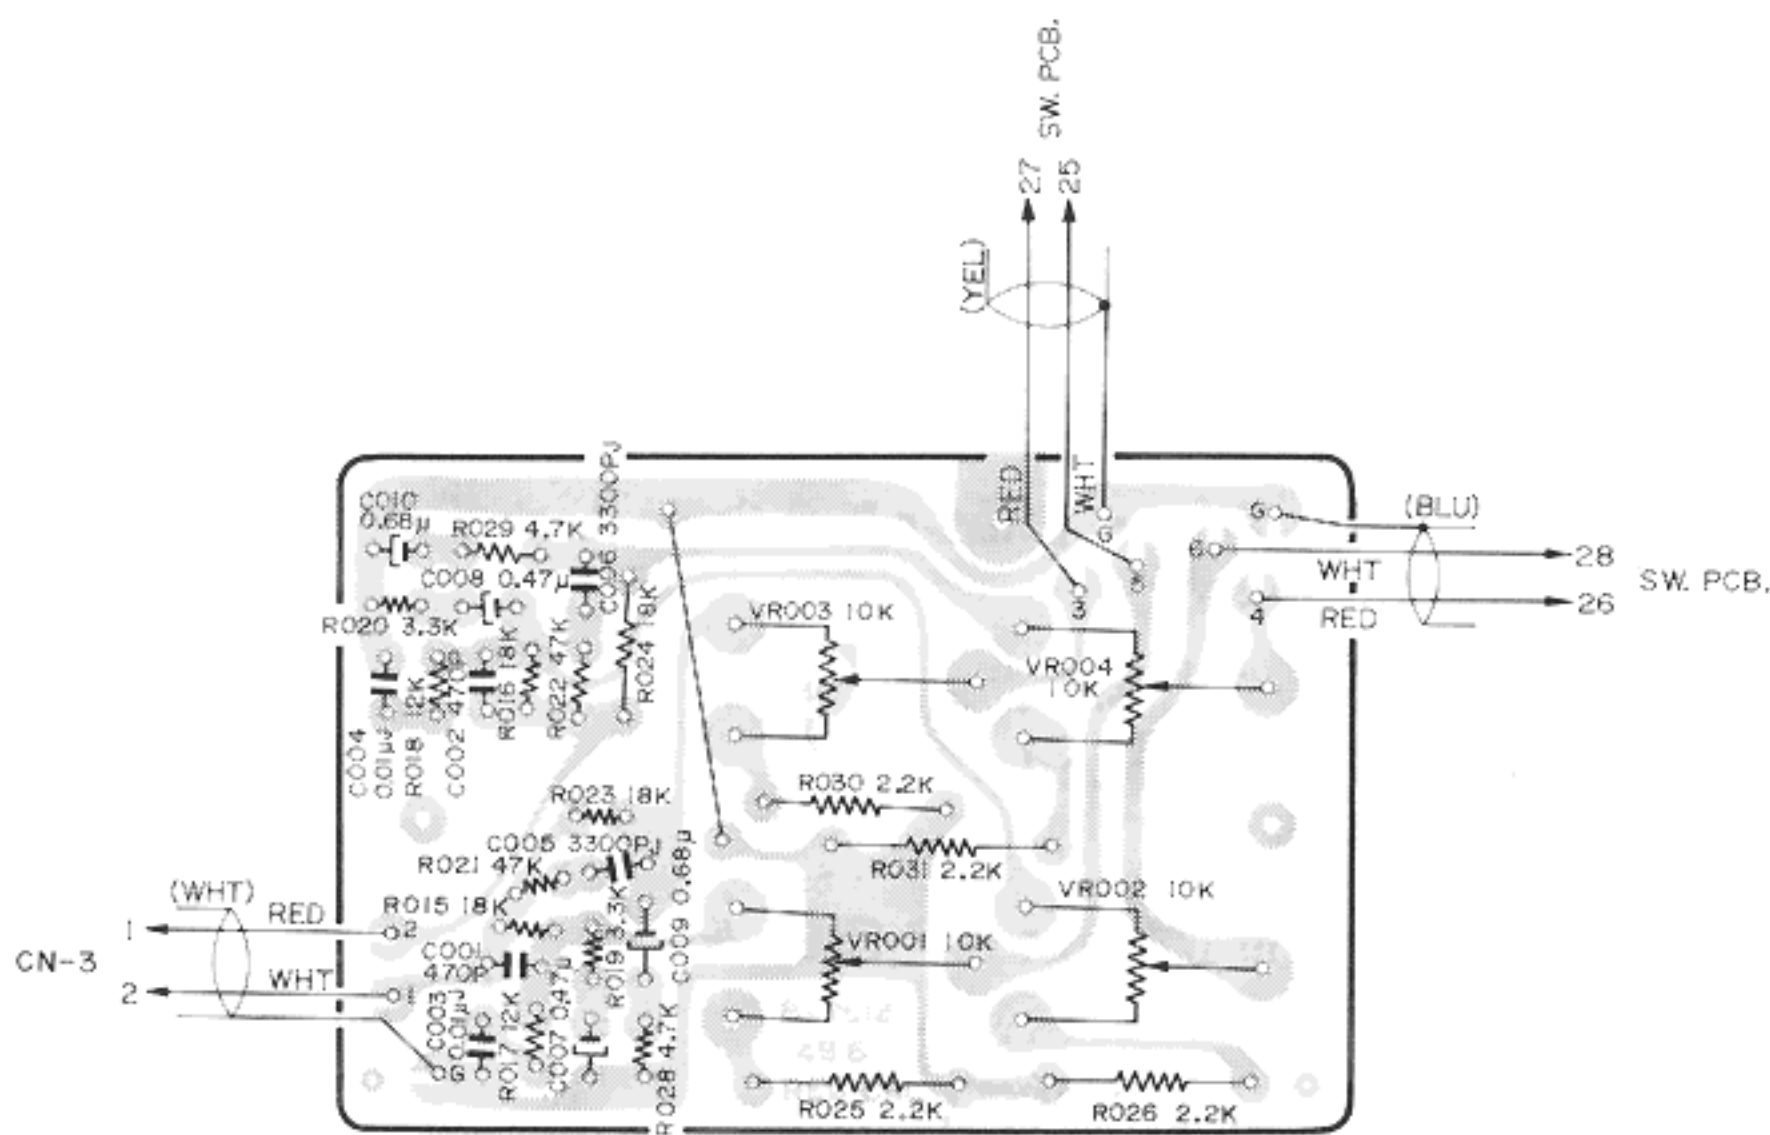 SW. PCB.
27
25
(YEL)
RED
WHT
G
3
3
G
(BLU)
6
28
WHT
SW. PCB.
4
26
RED
C010
0.68μ
R029 4.7K
C006 3300PJ
C008 0.47μ
R020 3.3K
R024 18K
R022 47K
R016 18K
C002 470P
R018 12K
C004
0.01μJ
VR003 10K
VR004
10K
R030 2.2K
R031 2.2K
R023 18K
C005 3300PJ
R021 47K
R015 18K
C001
470P
R019 3.3K
C009 0.68μ
(WHT)
RED
1
2
CN-3
2
WHT
1
C003
0.01μJ
G
R017 12K
C007 0.47μ
R028 4.7K
VR001 10K
VR002 10K
R025 2.2K
R026 2.2K